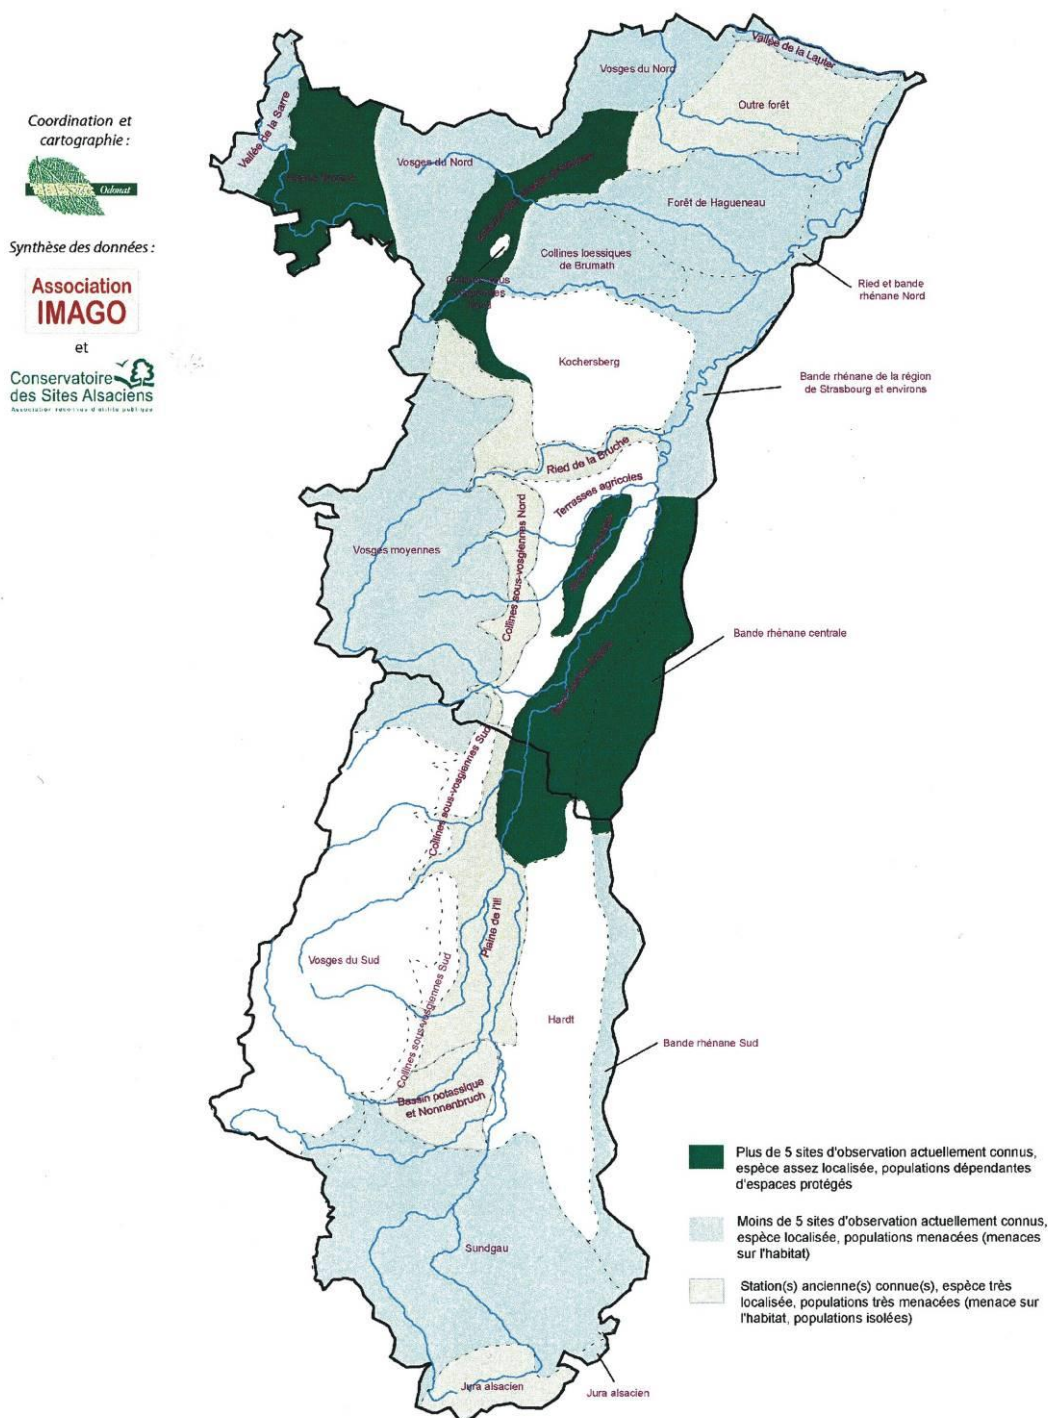 Coordination et
cartographie :
Odonat
Synthèse des données :
Association
IMAGO
et
Conservatoire
des Sites Alsaciens
Association reconnue d'utilité publique
Vallée de la Sarre
Vosges du Nord
Vosges du Nord
Vallée de la Lauter
Outre forêt
Forêt de Hagueneau
Collines loessiques
de Brumath
Ried et bande
rhénane Nord
Kochersberg
Bande rhénane de la région
de Strasbourg et environs
Ried de la Bruche
Terrasses agricoles
Collines sous-vosgiennes Nord
Vosges moyennes
Bande rhénane centrale
Collines sous-vosgiennes Sud
Plaine de l'Ill
Vosges du Sud
Collines sous-vosgiennes Sud
Hardt
Bande rhénane Sud
Bassin potassique
et Nonnenbruch
Sundgau
Jura alsacien
Jura alsacien
Plus de 5 sites d'observation actuellement connus,
espèce assez localisée, populations dépendantes
d'espaces protégés
Moins de 5 sites d'observation actuellement connus,
espèce localisée, populations menacées (menaces
sur l'habitat)
Station(s) ancienne(s) connue(s), espèce très
localisée, populations très menacées (menace sur
l'habitat, populations isolées)